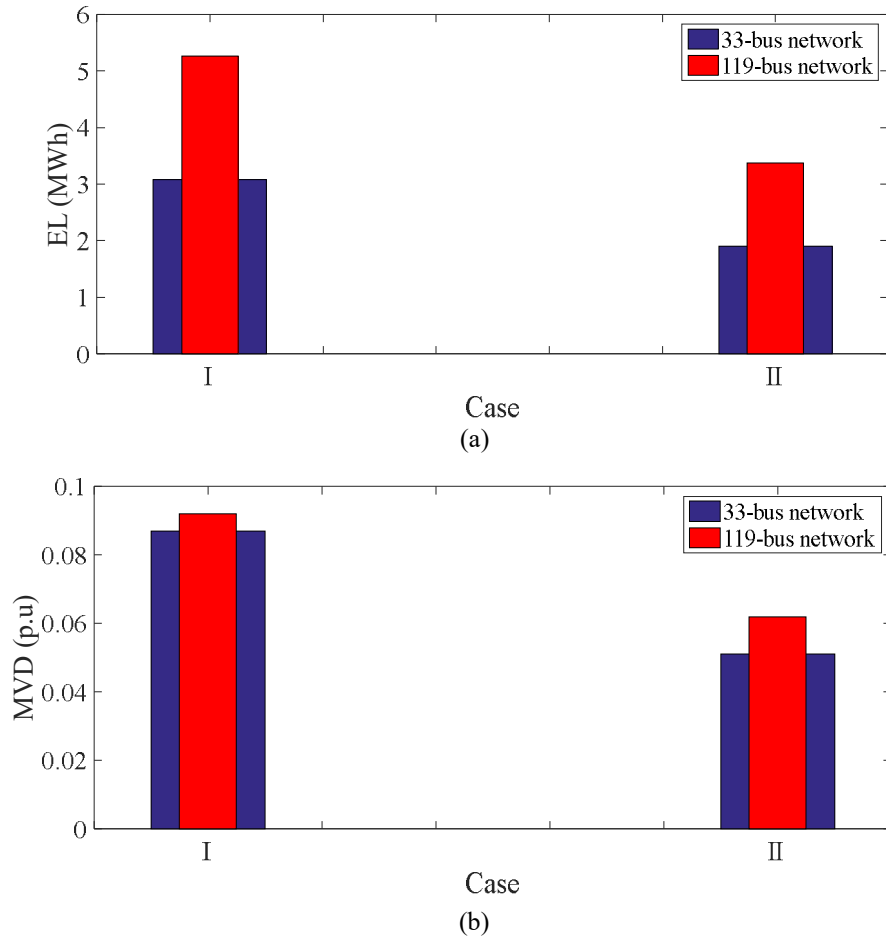 6
5
4
3
2
1
0
EL (MWh)
33-bus network
119-bus network
I
II
Case
(a)
0.1
0.08
0.06
0.04
0.02
0
MVD (p.u)
33-bus network
119-bus network
I
II
Case
(b)